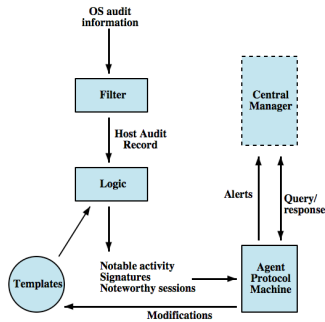 OS audit
information
Filter
Central
Manager
Host Audit
Record
Logic
Alerts
Query/
response
Notable activity
Signatures
Noteworthy sessions
Templates
Agent
Protocol
Machine
Modifications